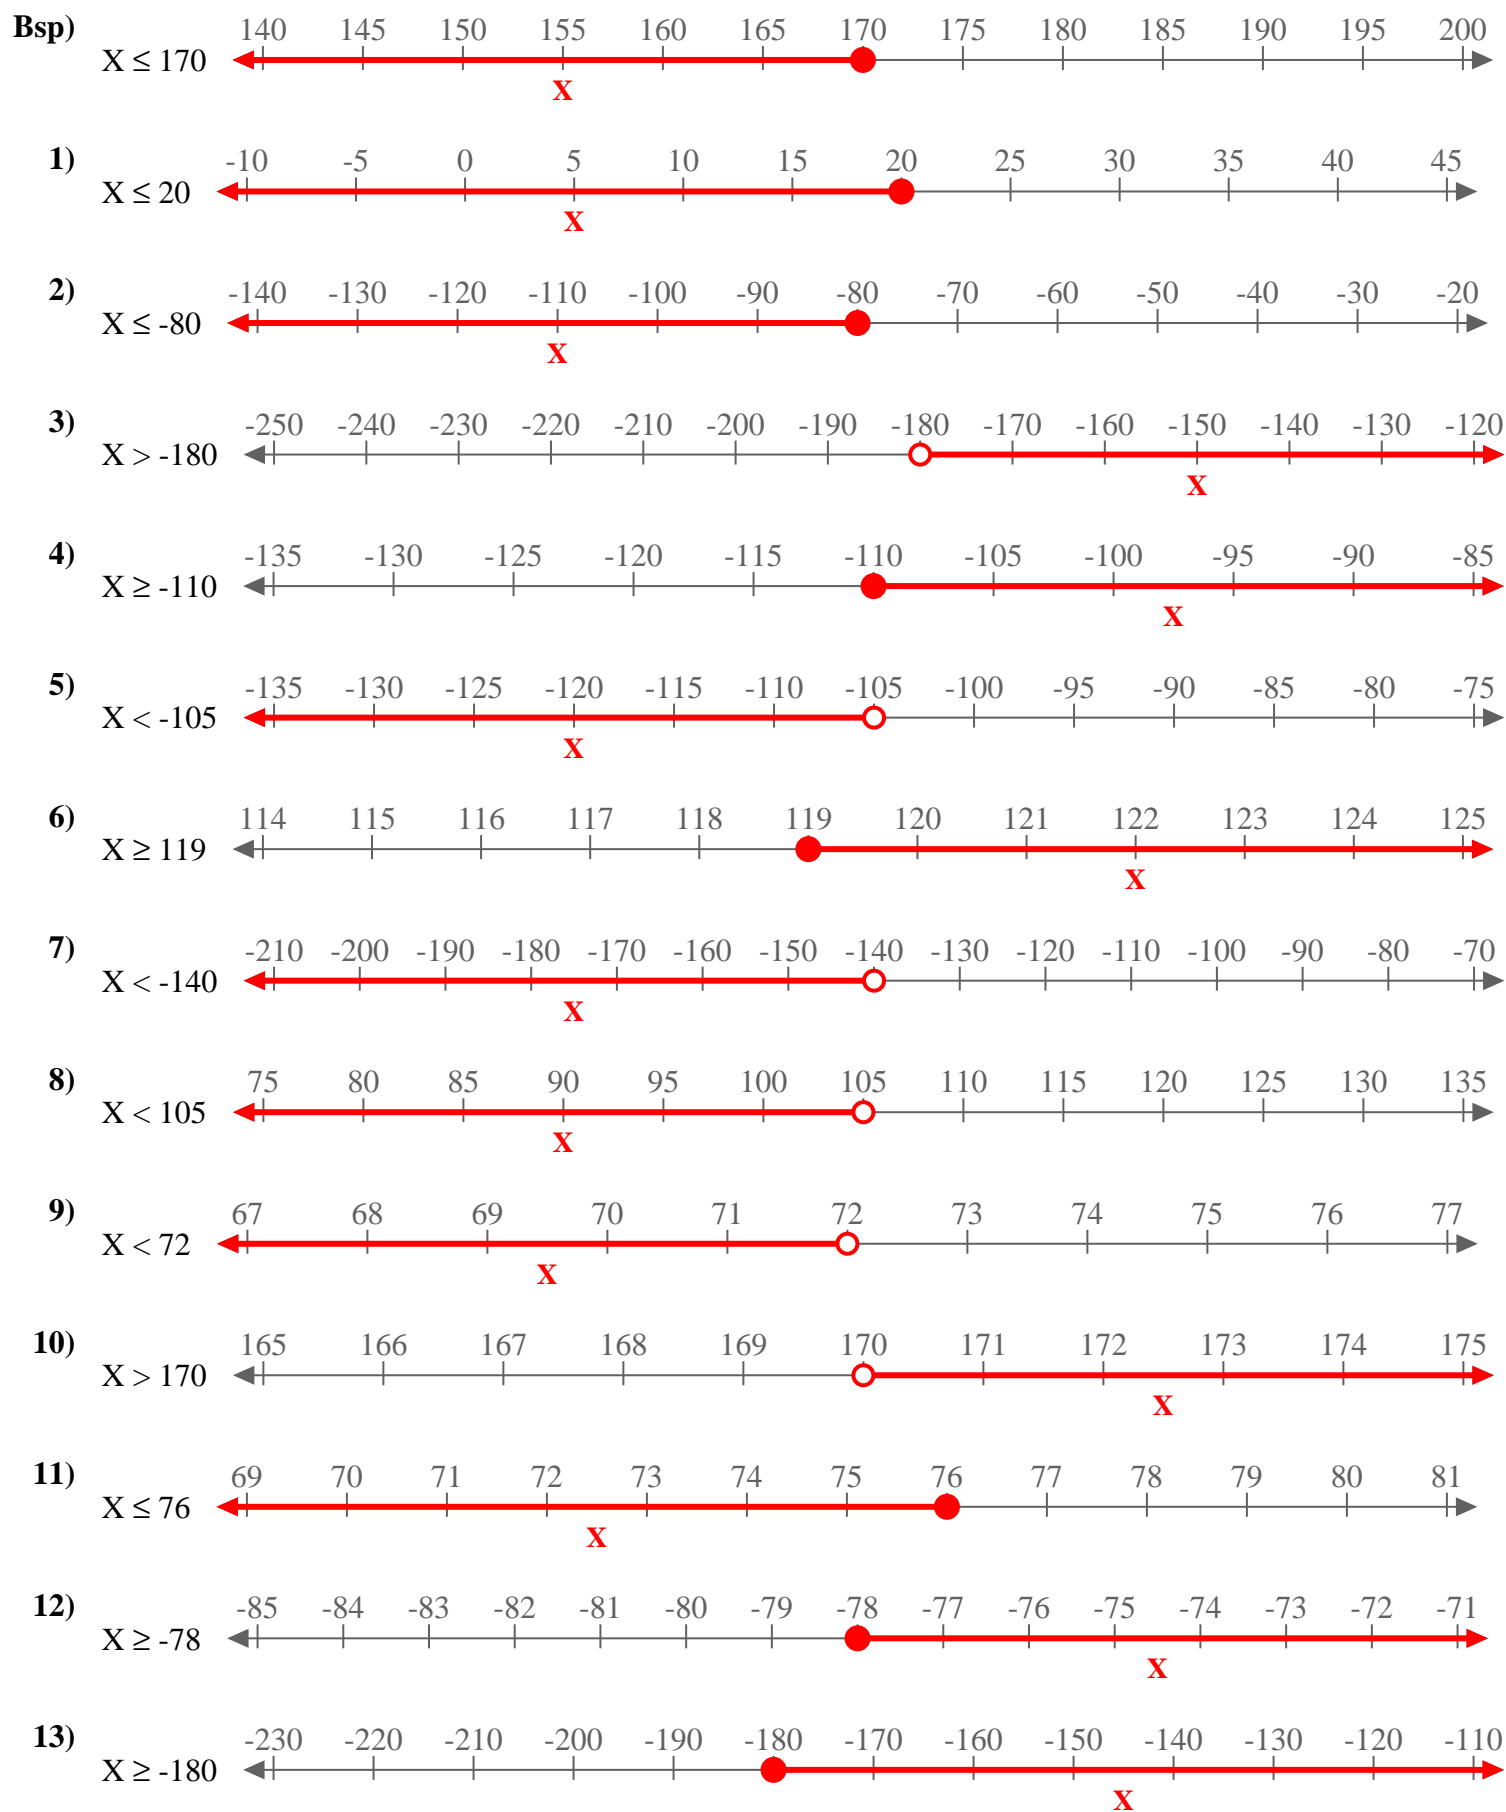 Bsp) 140 145 150 155 160 165 170 175 180 185 190 195 200
X ≤ 170
X
1) -10 -5 0 5 10 15 20 25 30 35 40 45
X ≤ 20
X
2) -140 -130 -120 -110 -100 -90 -80 -70 -60 -50 -40 -30 -20
X ≤ -80
X
3) -250 -240 -230 -220 -210 -200 -190 -180 -170 -160 -150 -140 -130 -120
X > -180
X
4) -135 -130 -125 -120 -115 -110 -105 -100 -95 -90 -85
X ≥ -110
X
5) -135 -130 -125 -120 -115 -110 -105 -100 -95 -90 -85 -80 -75
X < -105
X
6) 114 115 116 117 118 119 120 121 122 123 124 125
X ≥ 119
X
7) -210 -200 -190 -180 -170 -160 -150 -140 -130 -120 -110 -100 -90 -80 -70
X < -140
X
8) 75 80 85 90 95 100 105 110 115 120 125 130 135
X < 105
X
9) 67 68 69 70 71 72 73 74 75 76 77
X < 72
X
10) 165 166 167 168 169 170 171 172 173 174 175
X > 170
X
11) 69 70 71 72 73 74 75 76 77 78 79 80 81
X ≤ 76
X
12) -85 -84 -83 -82 -81 -80 -79 -78 -77 -76 -75 -74 -73 -72 -71
X ≥ -78
X
13) -230 -220 -210 -200 -190 -180 -170 -160 -150 -140 -130 -120 -110
X ≥ -180
X